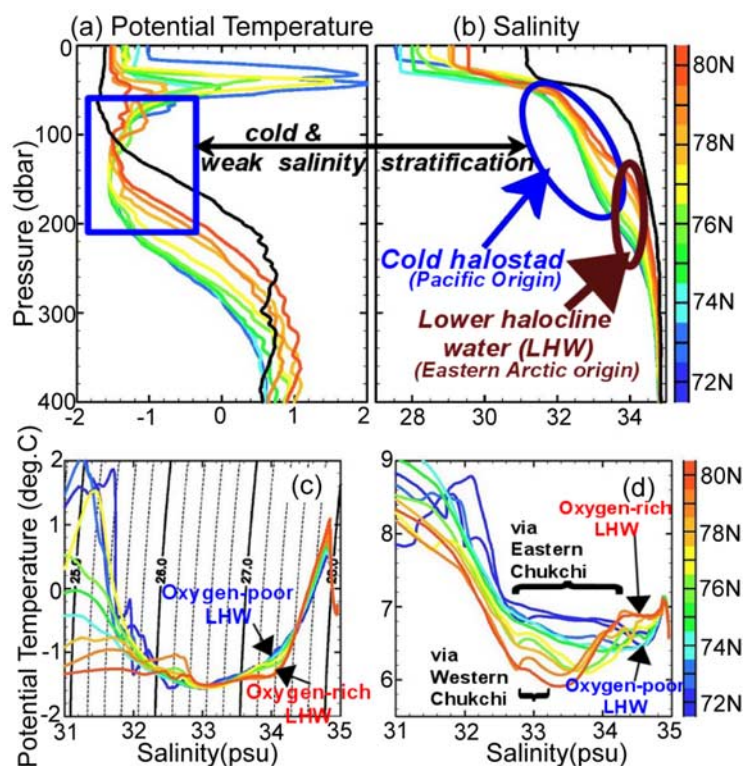 (a) Potential Temperature
(b) Salinity
Pressure (dbar)
0
100
200
300
400
-2
-1
0
1
2
28
30
32
34
80N
78N
76N
74N
72N
cold &
weak salinity stratification
Cold halostad
(Pacific Origin)
Lower halocline
water (LHW)
(Eastern Arctic origin)
Potential Temperature (deg.C)
2
1
0
-1
-2
31
32
33
34
35
Salinity(psu)
(c)
25.0
26.0
27.0
28.0
Oxygen-poor
LHW
Oxygen-rich
LHW
9
8
7
6
31
32
33
34
35
Salinity(psu)
(d)
via
Eastern
Chukchi
Oxygen-rich
LHW
via
Western
Chukchi
Oxygen-poor
LHW
80N
78N
76N
74N
72N